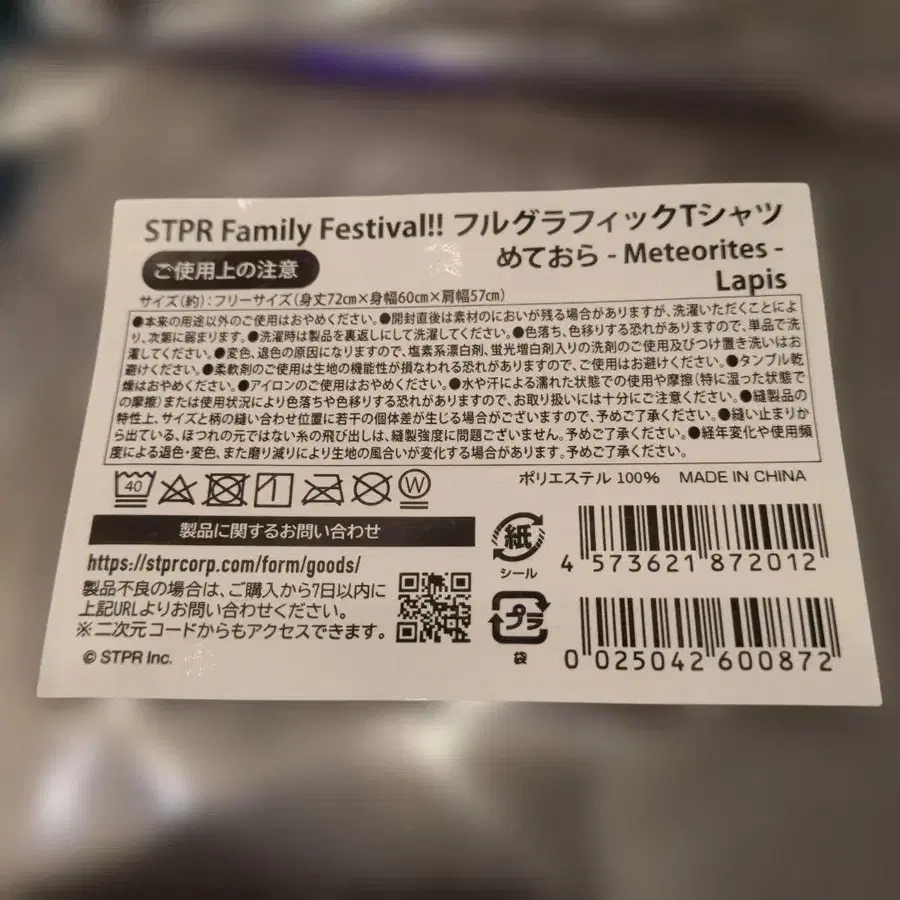 STPR Family Festival!! フルグラフィックTシャツ
めておら - Meteorites -
Lapis
ご使用上の注意
サイズ(約):フリーサイズ(身丈72cm×身幅60cm×肩幅57cm)
●本来の用途以外のご使用はおやめください。●開封直後は素材のにおいが残る場合がありますが、洗濯いただくことによ
り、次第に弱まります。●洗濯時は製品を裏返しにして洗濯してください。●色落ち、色移りする恐れがありますので、単品で洗
濯してください。●変色、退色の原因になりますので、塩素系漂白剤、蛍光増白剤入りの洗剤のご使用及びつけ置き洗いはお
避けください。●柔軟剤のご使用は生地の機能性が損なわれる恐れがありますので、ご使用はお避けください。●タンブル乾
燥はおやめください。●アイロンのご使用はおやめください。●水や汗による濡れた状態での使用や摩擦(特に湿った状態で
の摩擦)または使用状況により色落ちや色移りする恐れがありますので、お取り扱いには十分にご注意ください。●縫製品の
特性上、サイズと柄の縫い合わせ位置に若干の個体差が生じる場合がございますので、予めご了承ください。●縫い止まりか
ら出ている、ほつれの元ではない糸の飛び出しは、縫製強度に問題ございません。予めご了承ください。●経年変化や使用頻
度による退色・変色、また磨り減りにより生地の風合いが変化する場合があります。予めご了承ください。
40
W
ポリエステル 100% MADE IN CHINA
製品に関するお問い合わせ
https://stprcorp.com/form/goods/
製品不良の場合は、ご購入から7日以内に
上記URLよりお問い合わせください。
※二次元コードからもアクセスできます。
© STPR Inc.
紙
シール
プラ
袋
4 573621 872012
0 025042 600872